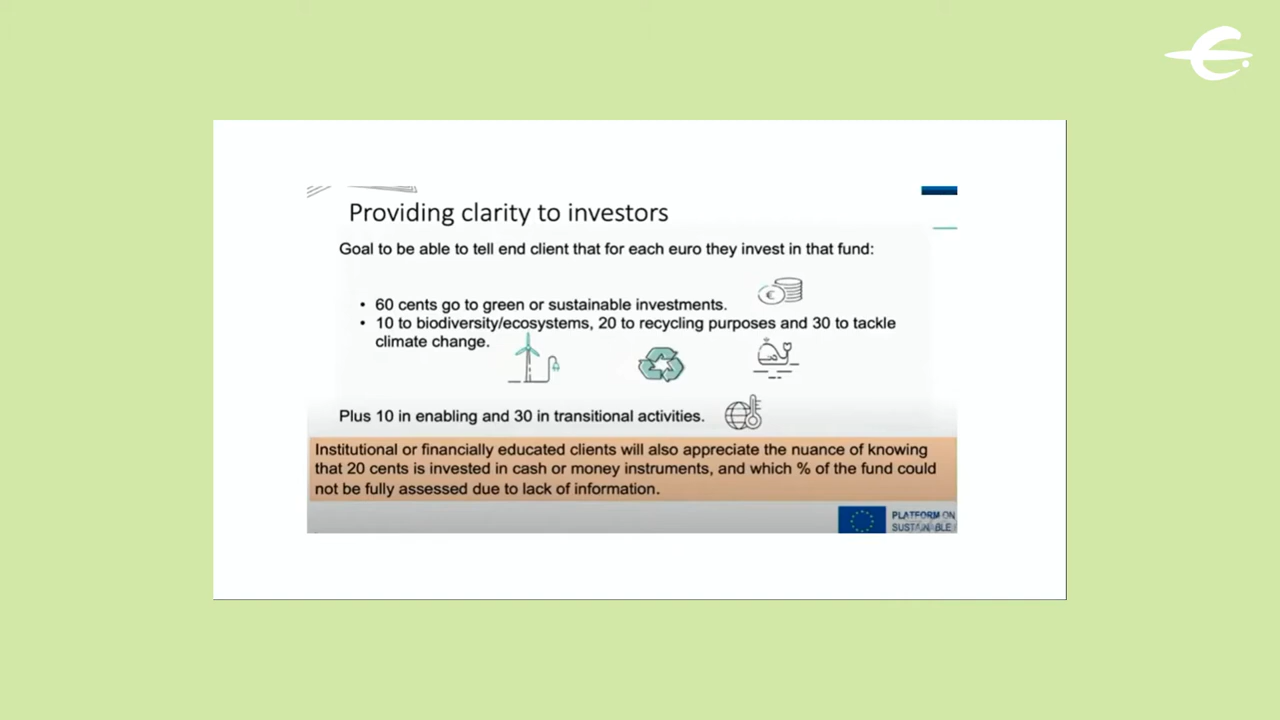 Providing clarity to investors
Goal to be able to tell end client that for each euro they invest in that fund:
• 60 cents go to green or sustainable investments.
• 10 to biodiversity/ecosystems, 20 to recycling purposes and 30 to tackle
climate change.
Plus 10 in enabling and 30 in transitional activities.
Institutional or financially educated clients will also appreciate the nuance of knowing
that 20 cents is invested in cash or money instruments, and which % of the fund could
not be fully assessed due to lack of information.
PLATFORM ON
SUSTAINABLE